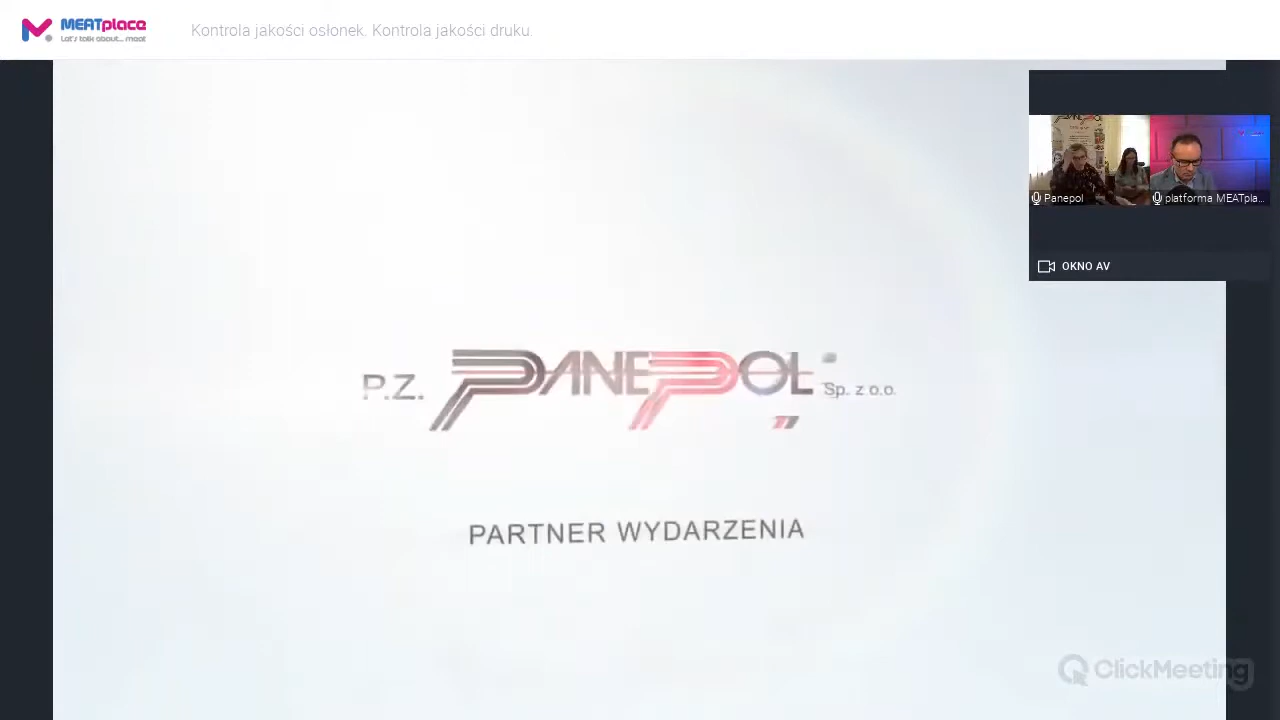 MEATplace
Let's talk about... meat
Kontrola jakości osłonek. Kontrola jakości druku.
PANEPOL
Panepol
platforma MEATpla...
OKNO AV
P.Z. PANEPOL Sp. z o.o.
PARTNER WYDARZENIA
ClickMeeting